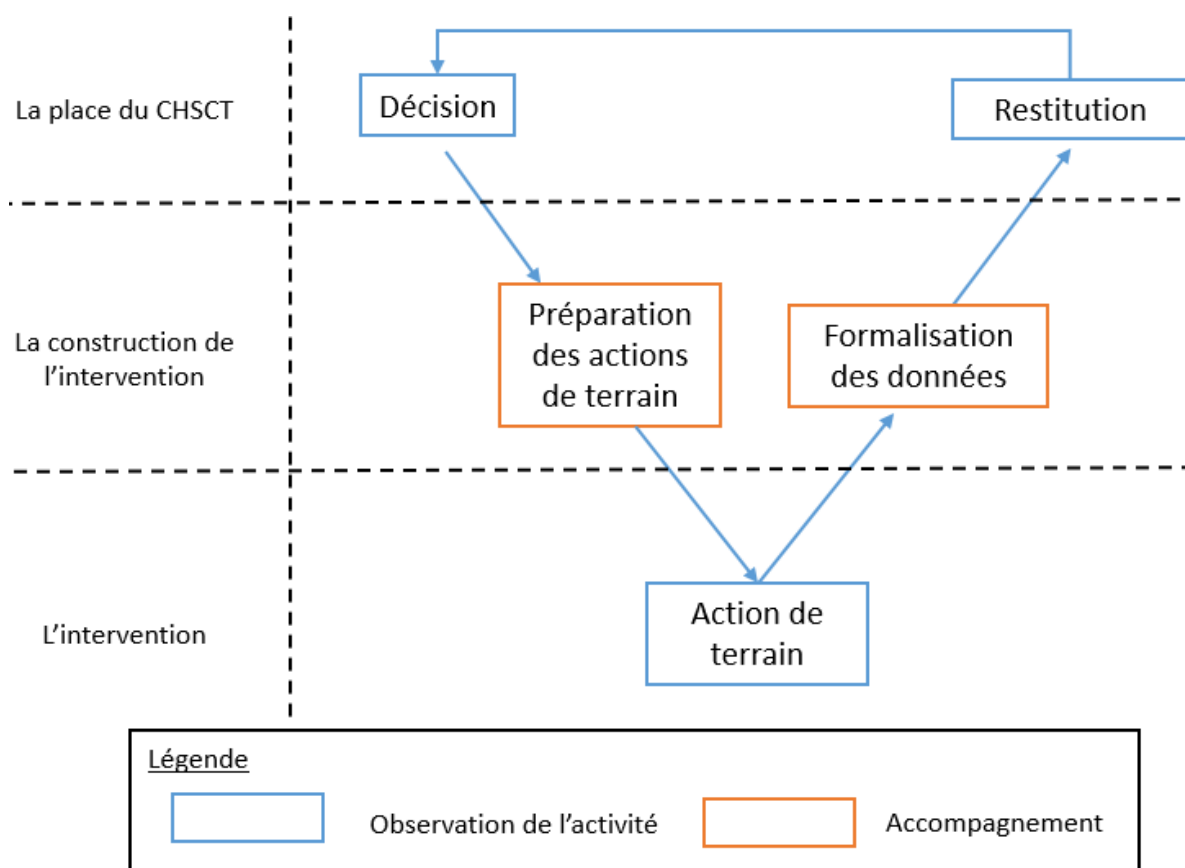 La place du CHSCT
Décision
Restitution
La construction de
l’intervention
Préparation
des actions
de terrain
Formalisation
des données
L’intervention
Action de
terrain
Légende
Observation de l’activité
Accompagnement